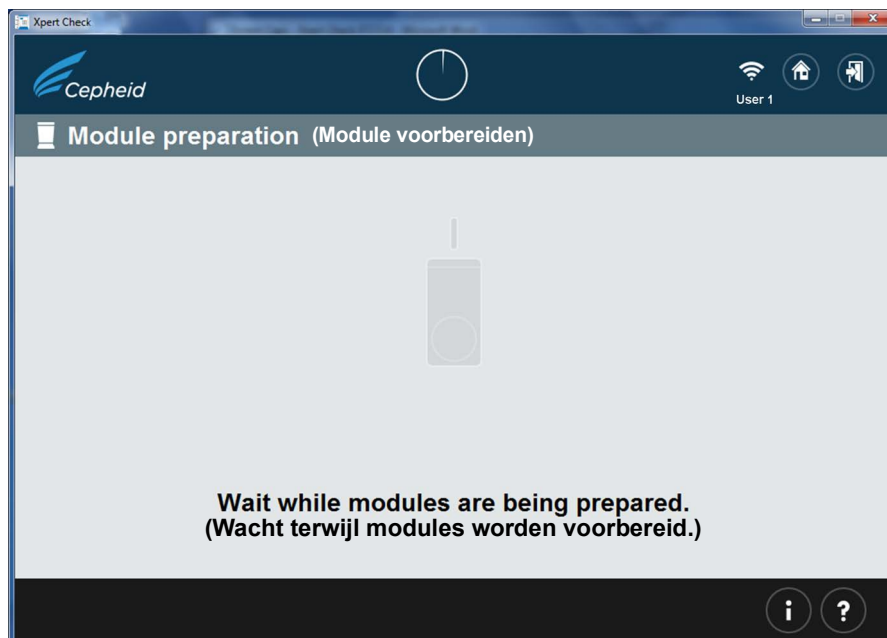 Xpert Check
Cepheid
User 1
Module preparation (Module voorbereiden)
Wait while modules are being prepared.
(Wacht terwijl modules worden voorbereid.)
i ?